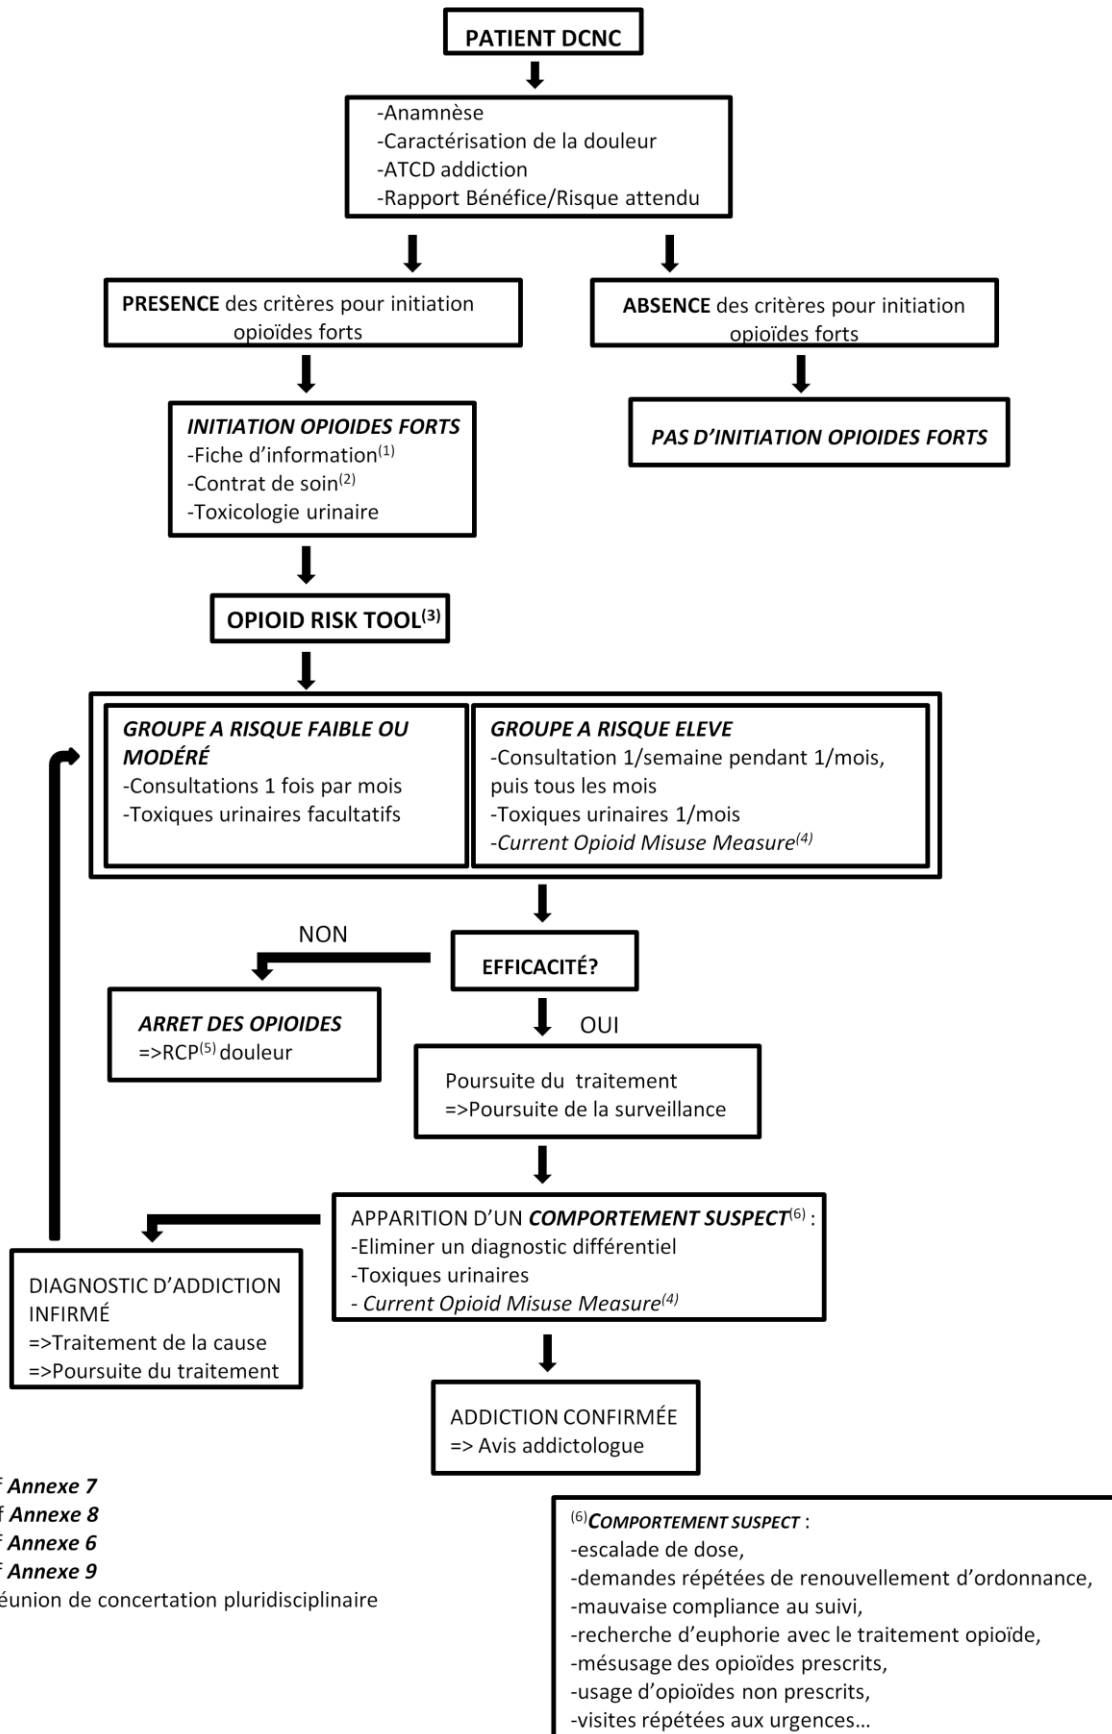 PATIENT DCNC
-Anamnèse
-Caractérisation de la douleur
-ATCD addiction
-Rapport Bénéfice/Risque attendu
PRESENCE des critères pour initiation
opioïdes forts
ABSENCE des critères pour initiation
opioïdes forts
INITIATION OPIOIDES FORTS
-Fiche d'information(1)
-Contrat de soin(2)
-Toxicologie urinaire
PAS D'INITIATION OPIOIDES FORTS
OPIOID RISK TOOL(3)
GROUPE A RISQUE FAIBLE OU
MODÉRÉ
-Consultations 1 fois par mois
-Toxiques urinaires facultatifs
GROUPE A RISQUE ELEVE
-Consultation 1/semaine pendant 1/mois,
puis tous les mois
-Toxiques urinaires 1/mois
-Current Opioid Misuse Measure(4)
NON
EFFICACITÉ?
ARRET DES OPIOIDES
=>RCP(5) douleur
OUI
Poursuite du traitement
=>Poursuite de la surveillance
APPARITION D'UN COMPORTEMENT SUSPECT(6) :
-Eliminer un diagnostic différentiel
-Toxiques urinaires
- Current Opioid Misuse Measure(4)
DIAGNOSTIC D'ADDICTION
INFIRMÉ
=>Traitement de la cause
=>Poursuite du traitement
ADDICTION CONFIRMÉE
=> Avis addictologue
f Annexe 7
f Annexe 8
f Annexe 6
f Annexe 9
éunion de concertation pluridisciplinaire
(6)COMPORTEMENT SUSPECT :
-escalade de dose,
-demandes répétées de renouvellement d'ordonnance,
-mauvaise compliance au suivi,
-recherche d'euphorie avec le traitement opioïde,
-mésusage des opioïdes prescrits,
-usage d'opioïdes non prescrits,
-visites répétées aux urgences…